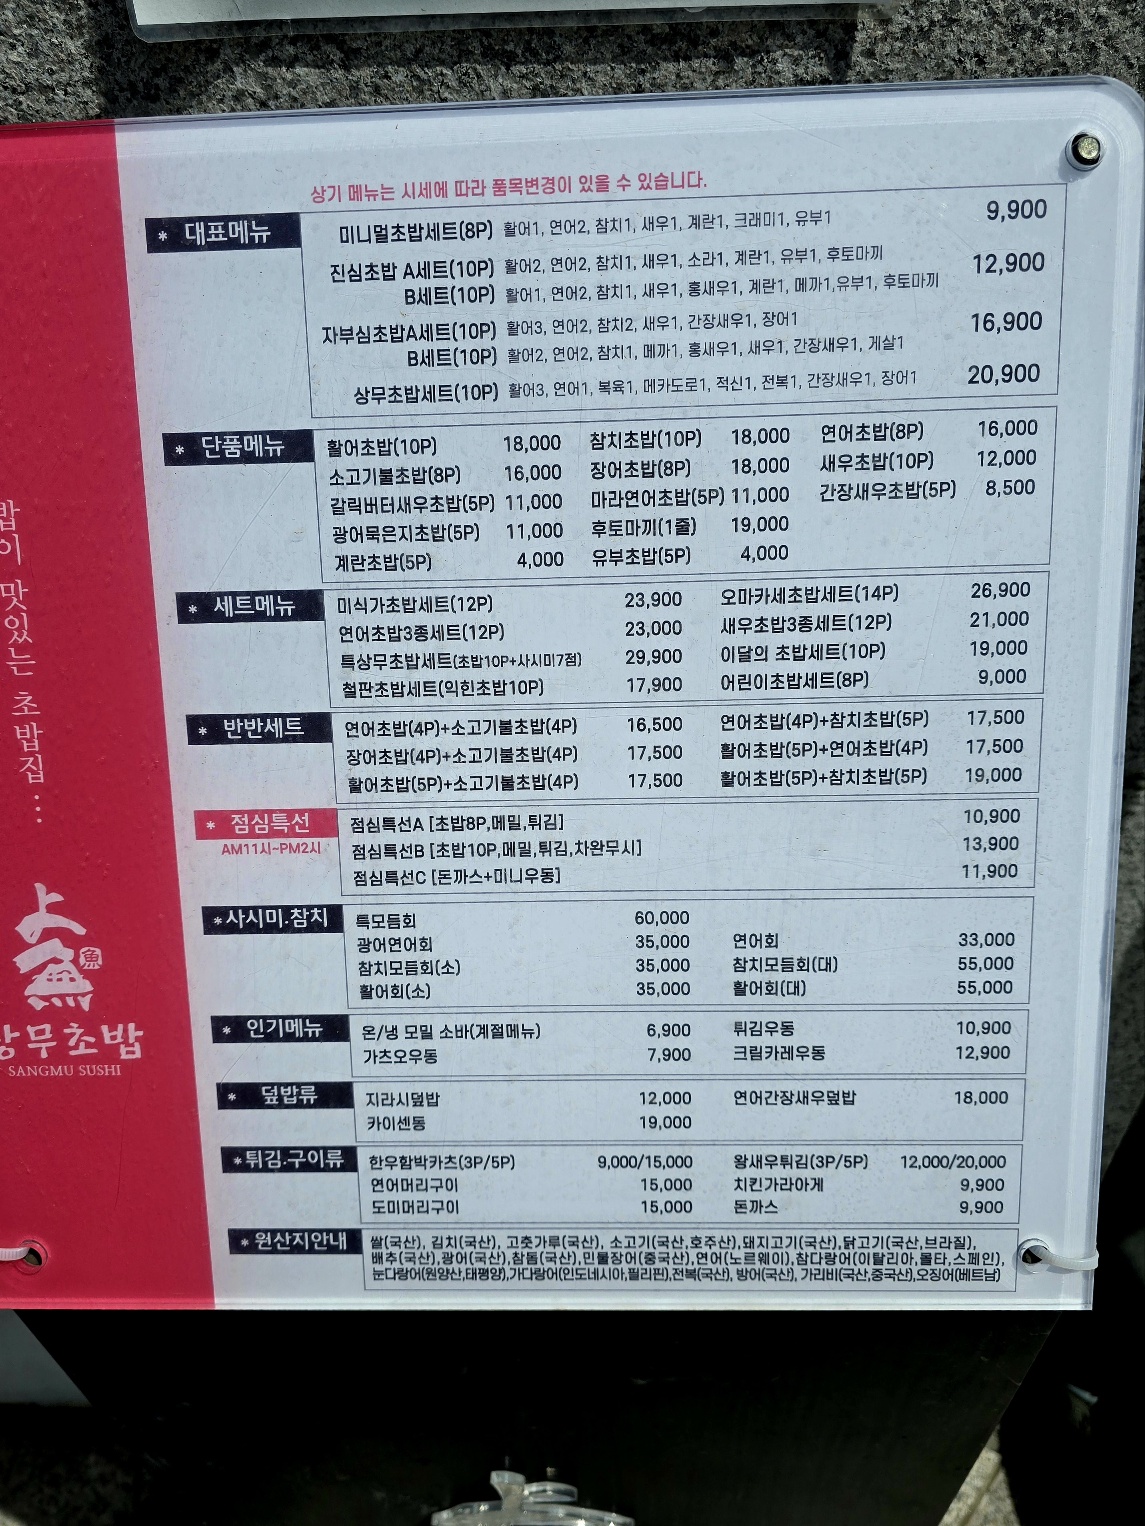 상기 메뉴는 시세에 따라 품목변경이 있을 수 있습니다.
* 대표메뉴
미니멀초밥세트(8P) 활어1, 연어2, 참치1, 새우1, 계란1, 크래미1, 유부1 9,900
진심초밥 A세트(10P) 활어2, 연어2, 참치1, 새우1, 소라1, 계란1, 유부1, 후토마끼 12,900
B세트(10P) 활어1, 연어2, 참치1, 새우1, 홍새우1, 계란1, 메까1,유부1, 후토마끼
자부심초밥A세트(10P) 활어3, 연어2, 참치2, 새우1, 간장새우1, 장어1 16,900
B세트(10P) 활어2, 연어2, 참치1, 메까1, 홍새우1, 새우1, 간장새우1, 게살1
상무초밥세트(10P) 활어3, 연어1, 복육1, 메카도로1, 적신1, 전복1, 간장새우1, 장어1 20,900
* 단품메뉴
활어초밥(10P) 18,000 참치초밥(10P) 18,000 연어초밥(8P) 16,000
소고기불초밥(8P) 16,000 장어초밥(8P) 18,000 새우초밥(10P) 12,000
갈릭버터새우초밥(5P) 11,000 마라연어초밥(5P) 11,000 간장새우초밥(5P) 8,500
광어묵은지초밥(5P) 11,000 후토마끼(1줄) 19,000
계란초밥(5P) 4,000 유부초밥(5P) 4,000
* 세트메뉴
미식가초밥세트(12P) 23,900 오마카세초밥세트(14P) 26,900
연어초밥3종세트(12P) 23,000 새우초밥3종세트(12P) 21,000
특상무초밥세트(초밥10P+사시미7점) 29,900 이달의 초밥세트(10P) 19,000
철판초밥세트(익힌초밥10P) 17,900 어린이초밥세트(8P) 9,000
* 반반세트
연어초밥(4P)+소고기불초밥(4P) 16,500 연어초밥(4P)+참치초밥(5P) 17,500
장어초밥(4P)+소고기불초밥(4P) 17,500 활어초밥(5P)+연어초밥(4P) 17,500
활어초밥(5P)+소고기불초밥(4P) 17,500 활어초밥(5P)+참치초밥(5P) 19,000
* 점심특선
AM11시~PM2시
점심특선A [초밥8P,메밀,튀김] 10,900
점심특선B [초밥10P,메밀,튀김,차완무시] 13,900
점심특선C [돈까스+미니우동] 11,900
*사시미.참치
특모듬회 60,000
광어연어회 35,000 연어회 33,000
참치모듬회(소) 35,000 참치모듬회(대) 55,000
활어회(소) 35,000 활어회(대) 55,000
* 인기메뉴
온/냉 모밀 소바(계절메뉴) 6,900 튀김우동 10,900
가츠오우동 7,900 크림카레우동 12,900
* 덮밥류
지라시덮밥 12,000 연어간장새우덮밥 18,000
카이센동 19,000
*튀김.구이류
한우함박카츠(3P/5P) 9,000/15,000 왕새우튀김(3P/5P) 12,000/20,000
연어머리구이 15,000 치킨가라아게 9,900
도미머리구이 15,000 돈까스 9,900
* 원산지안내
쌀(국산), 김치(국산), 고춧가루(국산), 소고기(국산,호주산),돼지고기(국산),닭고기(국산,브라질),
배추(국산),광어(국산),참돔(국산),민물장어(중국산),연어(노르웨이),참다랑어(이탈리아,몰타,스페인),
눈다랑어(원양산,태평양),가다랑어(인도네시아,필리핀),전복(국산), 방어(국산), 가리비(국산,중국산),오징어(베트남)
밥이 맛있는 초밥집...
上無
魚
상무초밥
SANGMU SUSHI